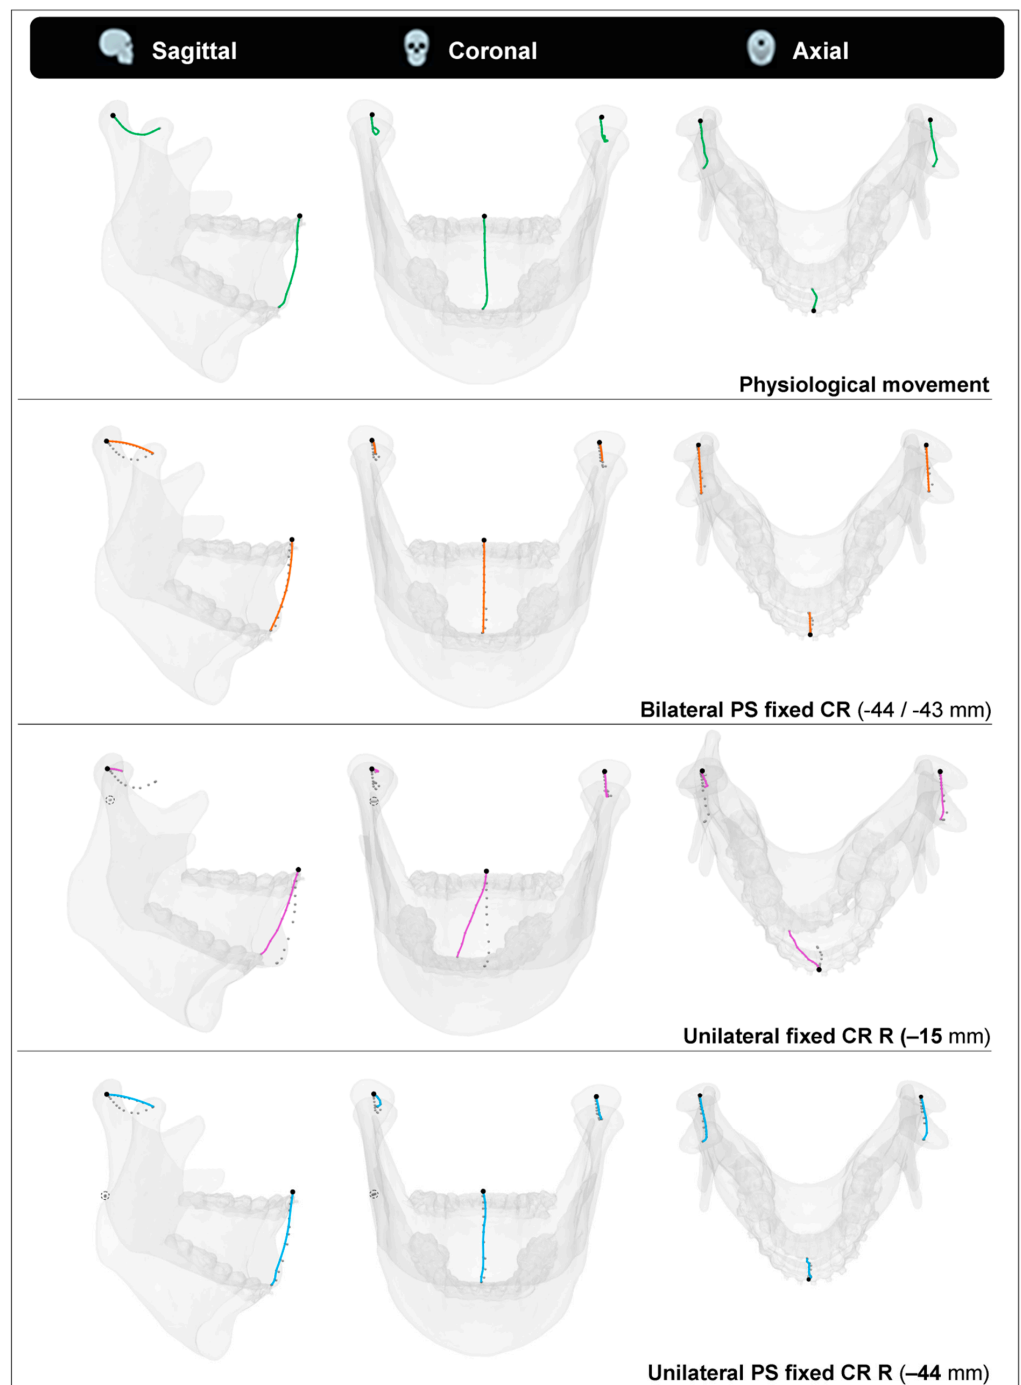 Sagittal Coronal Axial
Physiological movement
Bilateral PS fixed CR (-44 / -43 mm)
Unilateral fixed CR R (–15 mm)
Unilateral PS fixed CR R (–44 mm)